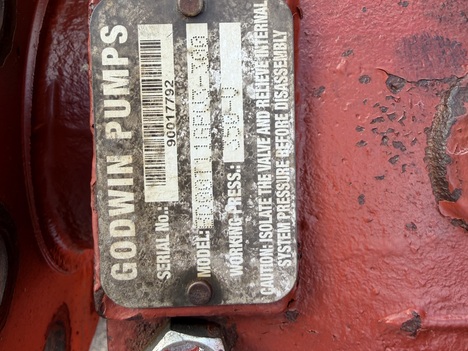 GODWIN PUMPS
SERIAL No.: 90017792
MODEL:
WORKING PRESS.:
CAUTION: ISOLATE THE VALVE AND RELIEVE INTERNAL
SYSTEM PRESSURE BEFORE DISASSEMBLY